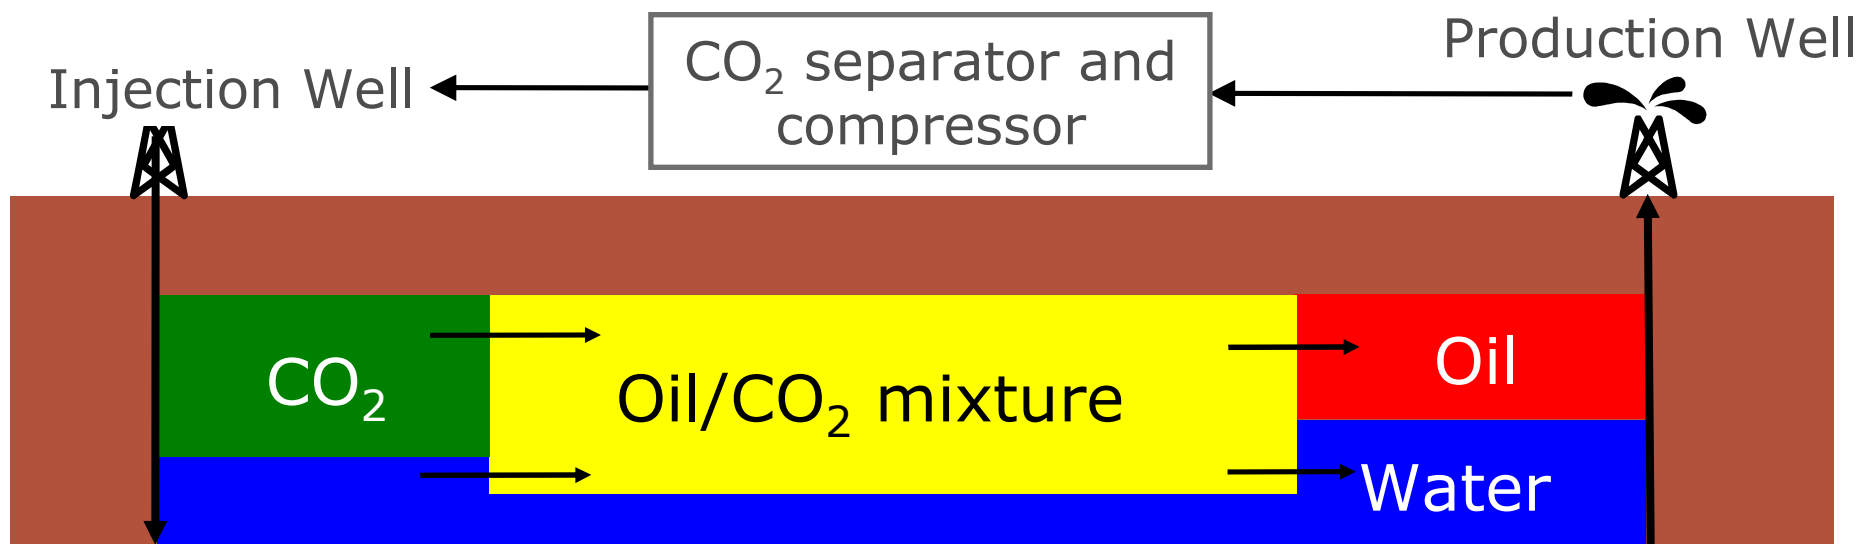 Production Well
Injection Well
CO₂ separator and
compressor
CO₂
Oil/CO₂ mixture
Oil
Water